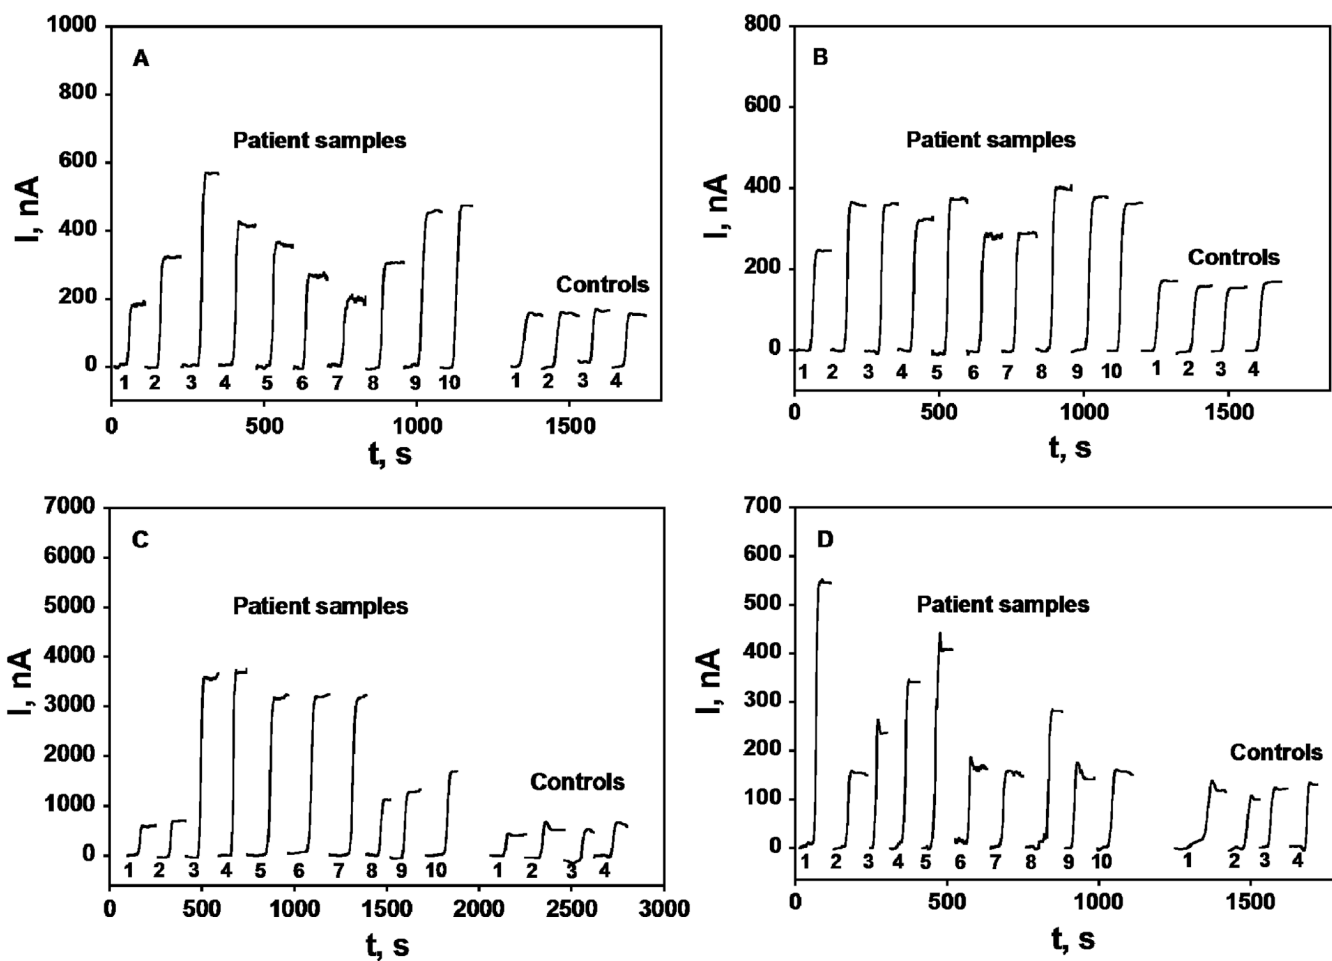 A
1000
800
600
400
200
0
I, nA
Patient samples
Controls
1 2 3 4 5 6 7 8 9 10 1 2 3 4
0 500 1000 1500
t, s
B
800
600
400
200
0
I, nA
Patient samples
Controls
1 2 3 4 5 6 7 8 9 10 1 2 3 4
0 500 1000 1500
t, s
C
7000
6000
5000
4000
3000
2000
1000
0
I, nA
Patient samples
Controls
1 2 3 4 5 6 7 8 9 10 1 2 3 4
0 500 1000 1500 2000 2500 3000
t, s
D
700
600
500
400
300
200
100
0
I, nA
Patient samples
Controls
1 2 3 4 5 6 7 8 9 10 1 2 3 4
0 500 1000 1500
t, s